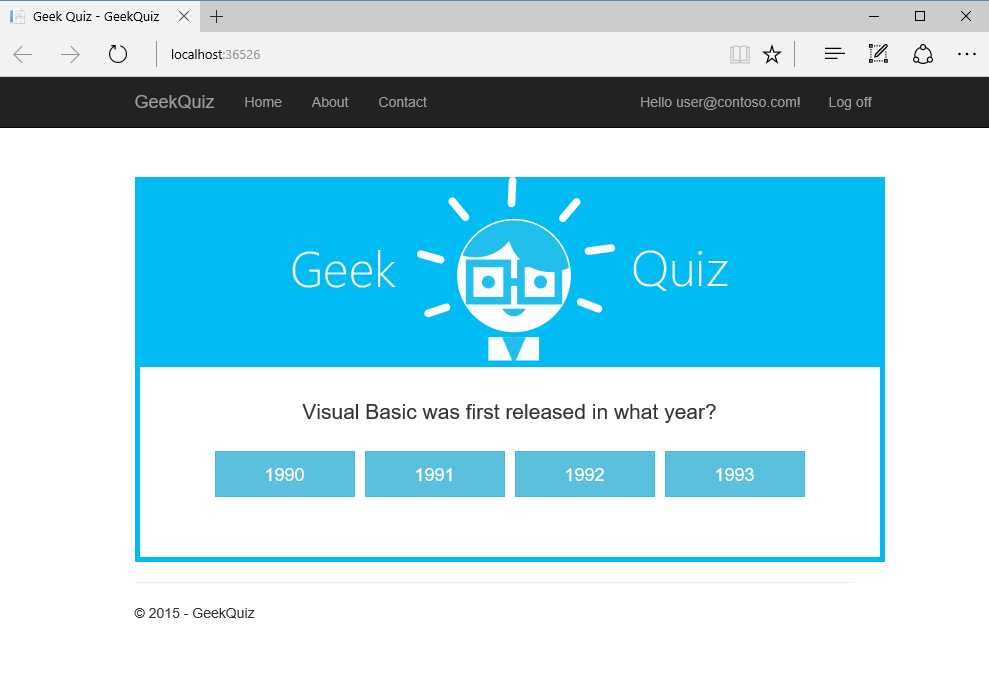 Geek Quiz - GeekQuiz
localhost:36526
GeekQuiz Home About Contact Hello user@contoso.com! Log off
Geek Quiz
Visual Basic was first released in what year?
1990 1991 1992 1993
© 2015 - GeekQuiz